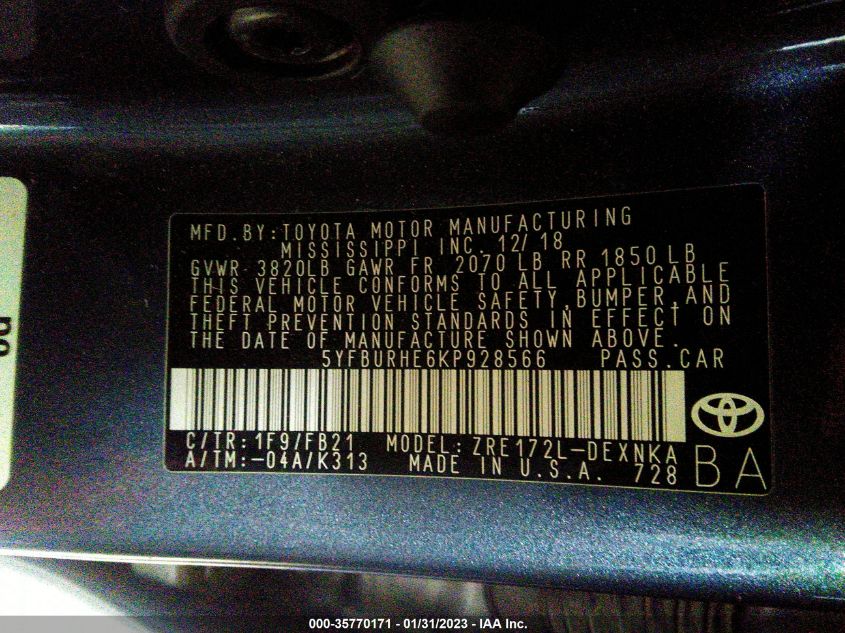 MFD. BY: TOYOTA MOTOR MANUFACTURING
MISSISSIPPI INC. 12/18
GVWR 3820LB GAWR FR 2070 LB RR 1850 LB
THIS VEHICLE CONFORMS TO ALL APPLICABLE
FEDERAL MOTOR VEHICLE SAFETY, BUMPER, AND
THEFT PREVENTION STANDARDS IN EFFECT ON
THE DATE OF MANUFACTURE SHOWN ABOVE.
5YFBURHE6KP928566 PASS. CAR
C/TR: 1F9/FB21 MODEL: ZRE172L-DEXNKA
A/TM: -04A/K313 MADE IN U.S.A. 728
BA
000-35770171 - 01/31/2023 - IAA Inc.